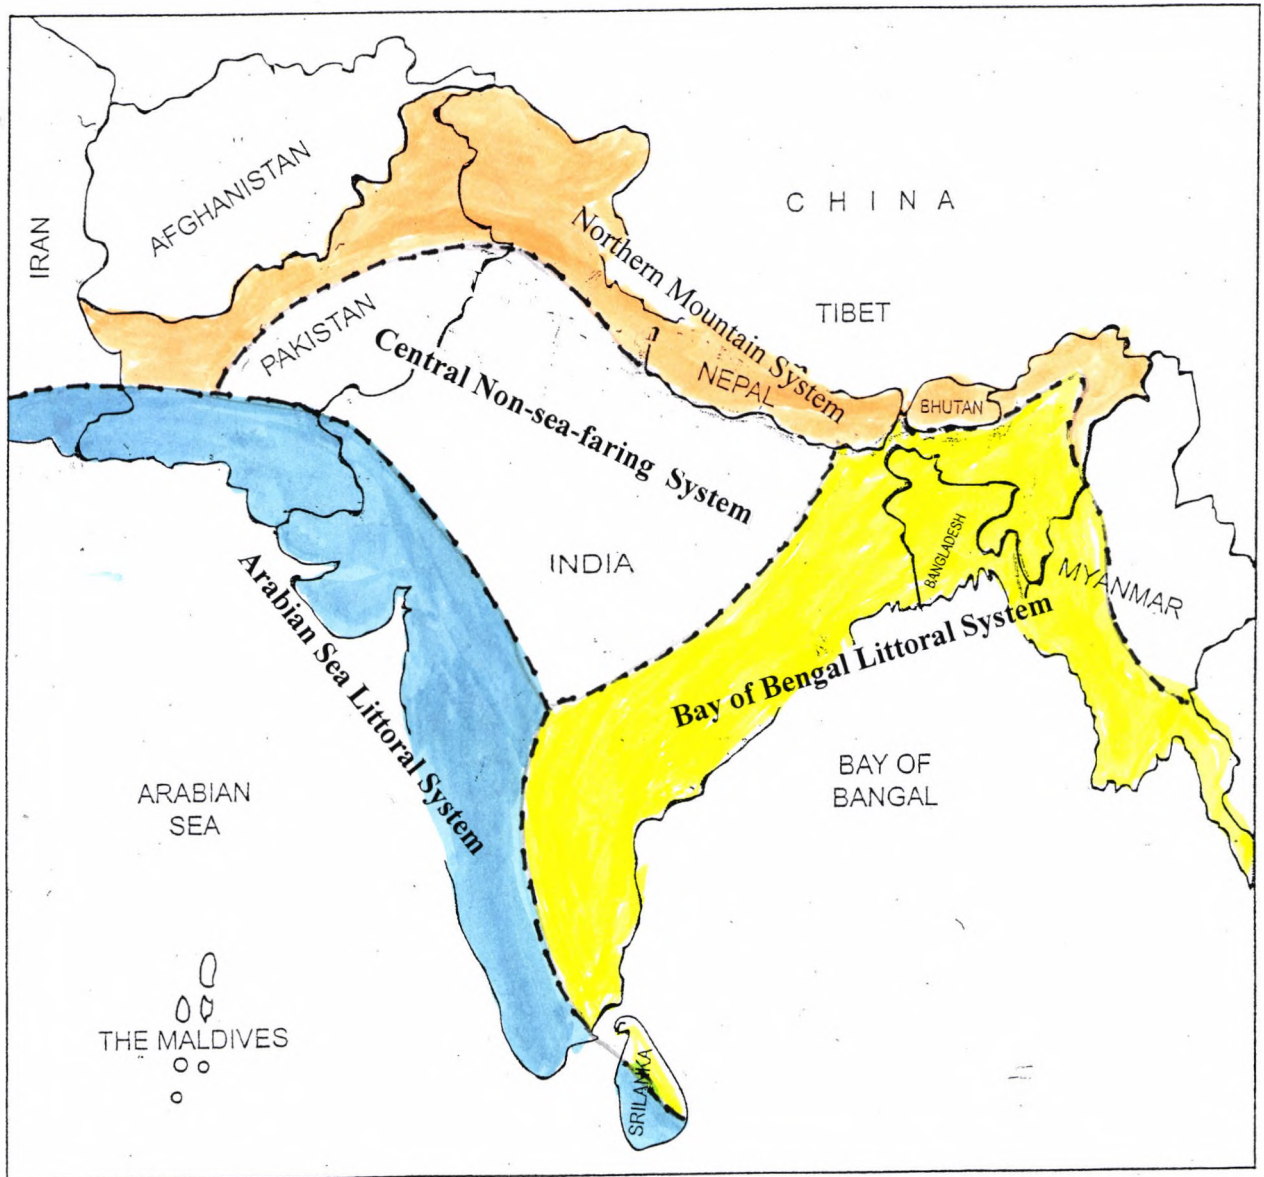 CHINA
AFGHANISTAN
IRAN
Northern Mountain System
TIBET
PAKISTAN
Central Non-sea-faring System
NEPAL
BHUTAN
BANGLADESH
INDIA
MYANMAR
Arabian Sea Littoral System
Bay of Bengal Littoral System
ARABIAN
SEA
BAY OF
BANGAL
THE MALDIVES
SRILANKA